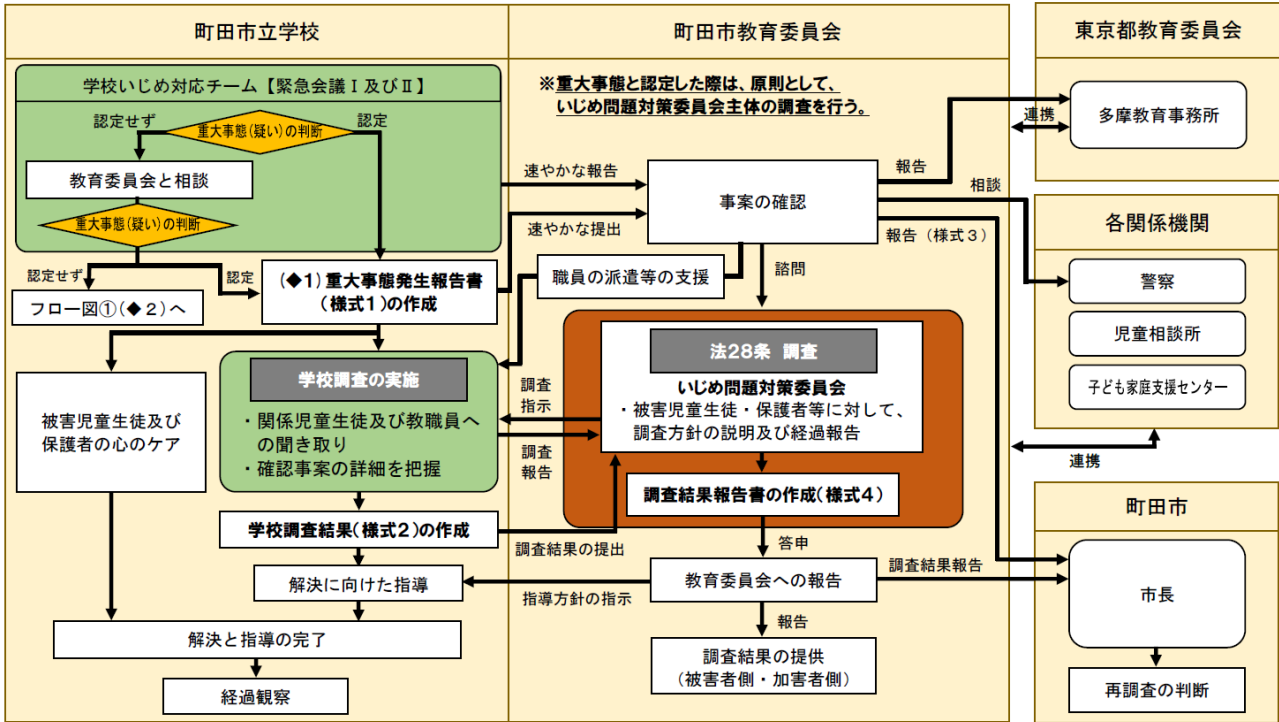 町田市立学校
学校いじめ対応チーム【緊急会議Ⅰ及びⅡ】
認定せず
重大事態(疑い)の判断
認定
教育委員会と相談
重大事態(疑い)の判断
認定せず
認定
フロー図①(◆2)へ
(◆1)重大事態発生報告書
(様式1)の作成
被害児童生徒及び
保護者の心のケア
学校調査の実施
・関係児童生徒及び教職員へ
の聞き取り
・確認事案の詳細を把握
学校調査結果(様式2)の作成
解決に向けた指導
解決と指導の完了
経過観察
町田市教育委員会
※重大事態と認定した際は、原則として、
いじめ問題対策委員会主体の調査を行う。
速やかな報告
速やかな提出
事案の確認
職員の派遣等の支援
諮問
調査
指示
調査
報告
法28条 調査
いじめ問題対策委員会
・被害児童生徒・保護者等に対して、
調査方針の説明及び経過報告
調査結果報告書の作成(様式4)
調査結果の提出
答申
教育委員会への報告
指導方針の指示
報告
調査結果の提供
(被害者側・加害者側)
報告
相談
報告(様式3)
調査結果報告
東京都教育委員会
連携
多摩教育事務所
各関係機関
警察
児童相談所
子ども家庭支援センター
連携
町田市
市長
再調査の判断